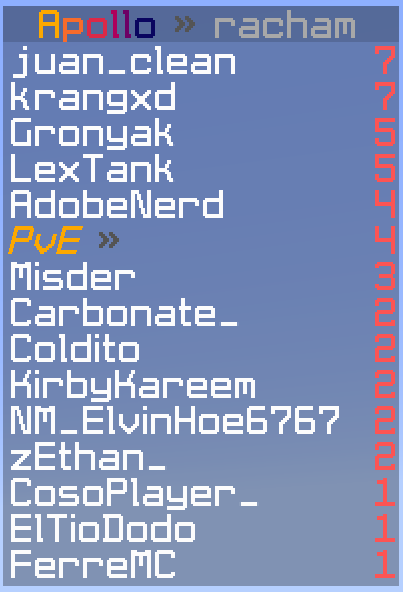 Apollo » racham
juan_clean 7
krangxd 7
Gronyak 5
LexTank 5
AdobeNerd 4
PvE » 4
Misder 3
Carbonate_ 2
Coldito 2
KirbyKareem 2
NM_ElvinHoe6767 2
zEthan_ 2
CosoPlayer_ 1
ElTioDodo 1
FerreMC 1